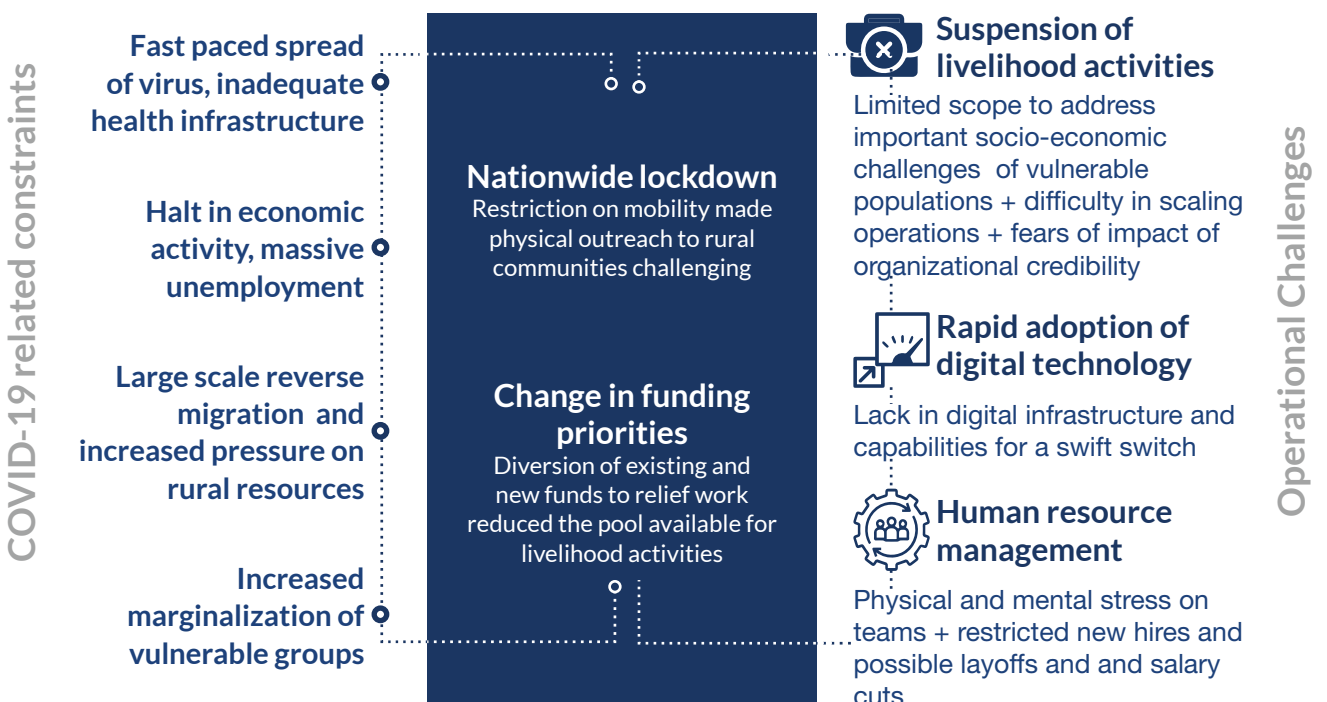 COVID-19 related constraints
Fast paced spread
of virus, inadequate
health infrastructure
Halt in economic
activity, massive
unemployment
Large scale reverse
migration  and
increased pressure on
rural resources
Increased
marginalization of
vulnerable groups
Nationwide lockdown
Restriction on mobility made
physical outreach to rural
communities challenging
Change in funding
priorities
Diversion of existing and
new funds to relief work
reduced the pool available for
livelihood activities
Suspension of
livelihood activities
Limited scope to address
important socio-economic
challenges  of vulnerable
populations + difficulty in scaling
operations + fears of impact of
organizational credibility
Rapid adoption of
digital technology
Lack in digital infrastructure and
capabilities for a swift switch
Human resource
management
Physical and mental stress on
teams + restricted new hires and
possible layoffs and and salary
cuts
Operational Challenges